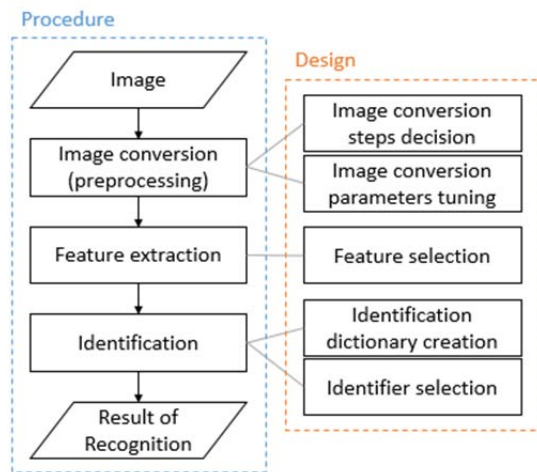 Procedure
Image
Image conversion
(preprocessing)
Feature extraction
Identification
Result of
Recognition
Design
Image conversion
steps decision
Image conversion
parameters tuning
Feature selection
Identification
dictionary creation
Identifier selection